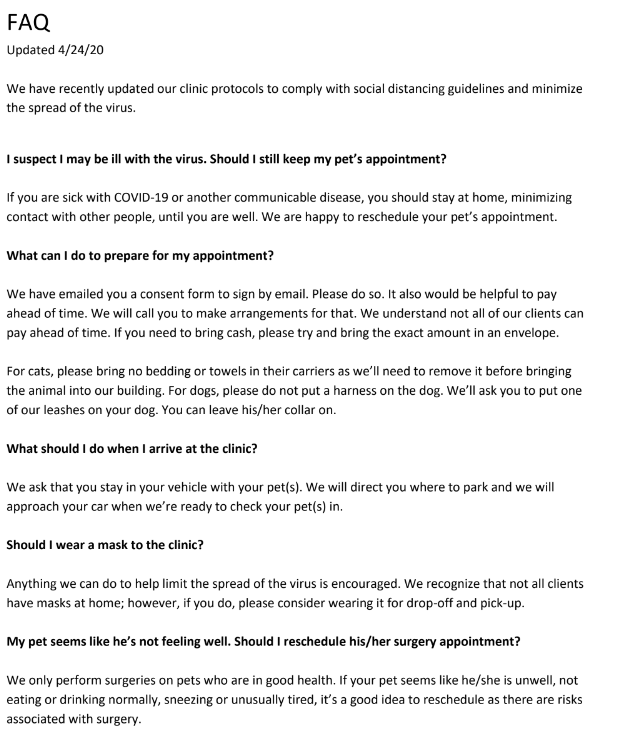 FAQ
Updated 4/24/20
We have recently updated our clinic protocols to comply with social distancing guidelines and minimize
the spread of the virus.
I suspect I may be ill with the virus. Should I still keep my pet's appointment?
If you are sick with COVID-19 or another communicable disease, you should stay at home, minimizing
contact with other people, until you are well. We are happy to reschedule your pet's appointment.
What can I do to prepare for my appointment?
We have emailed you a consent form to sign by email. Please do so. It also would be helpful to pay
ahead of time. We will call you to make arrangements for that. We understand not all of our clients can
pay ahead of time. If you need to bring cash, please try and bring the exact amount in an envelope.
For cats, please bring no bedding or towels in their carriers as we'll need to remove it before bringing
the animal into our building. For dogs, please do not put a harness on the dog. We'll ask you to put one
of our leashes on your dog. You can leave his/her collar on.
What should I do when I arrive at the clinic?
We ask that you stay in your vehicle with your pet(s). We will direct you where to park and we will
approach your car when we're ready to check your pet(s) in.
Should I wear a mask to the clinic?
Anything we can do to help limit the spread of the virus is encouraged. We recognize that not all clients
have masks at home; however, if you do, please consider wearing it for drop-off and pick-up.
My pet seems like he's not feeling well. Should I reschedule his/her surgery appointment?
We only perform surgeries on pets who are in good health. If your pet seems like he/she is unwell, not
eating or drinking normally, sneezing or unusually tired, it's a good idea to reschedule as there are risks
associated with surgery.